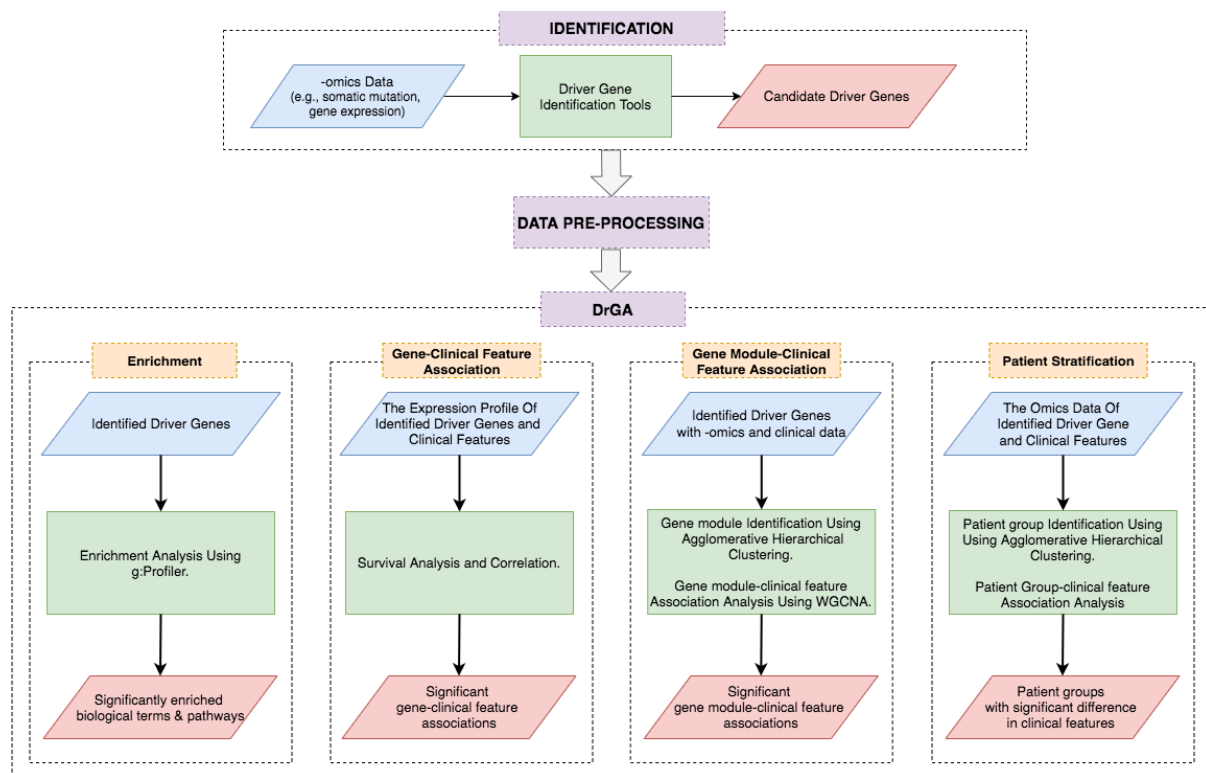 IDENTIFICATION
-omics Data
(e.g., somatic mutation,
gene expression)
Driver Gene
Identification Tools
Candidate Driver Genes
DATA PRE-PROCESSING
DrGA
Enrichment
Identified Driver Genes
Enrichment Analysis Using
g:Profiler.
Significantly enriched
biological terms & pathways
Gene-Clinical Feature
Association
The Expression Profile Of
Identified Driver Genes and
Clinical Features
Survival Analysis and Correlation.
Significant
gene-clinical feature
associations
Gene Module-Clinical
Feature Association
Identified Driver Genes
with -omics and clinical data
Gene module Identification Using
Agglomerative Hierarchical
Clustering.
Gene module-clinical feature
Association Analysis Using WGCNA.
Significant
gene module-clinical feature
associations
Patient Stratification
The Omics Data Of
Identified Driver Gene
and Clinical Features
Patient group Identification Using
Using Agglomerative Hierarchical
Clustering.
Patient Group-clinical feature
Association Analysis
Patient groups
with significant difference
in clinical features